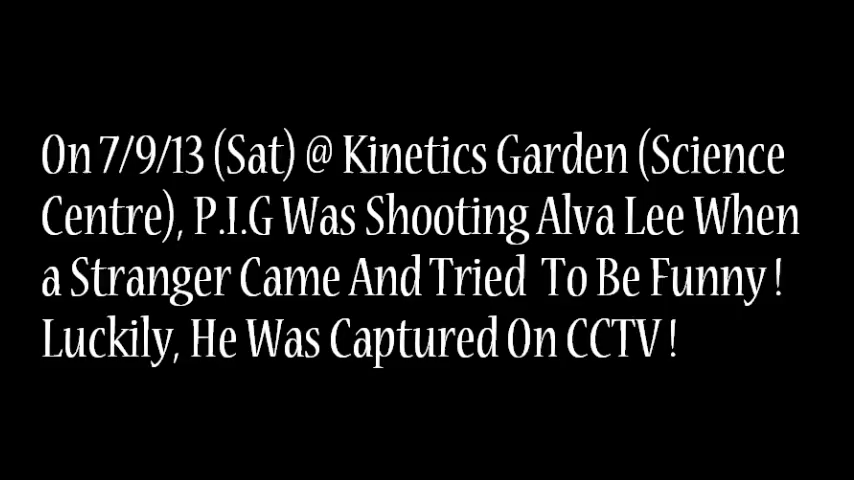 On 7/9/13 (Sat) @ Kinetics Garden (Science
Centre), P.I.G Was Shooting Alva Lee When
a Stranger Came And Tried To Be Funny !
Luckily, He Was Captured On CCTV !